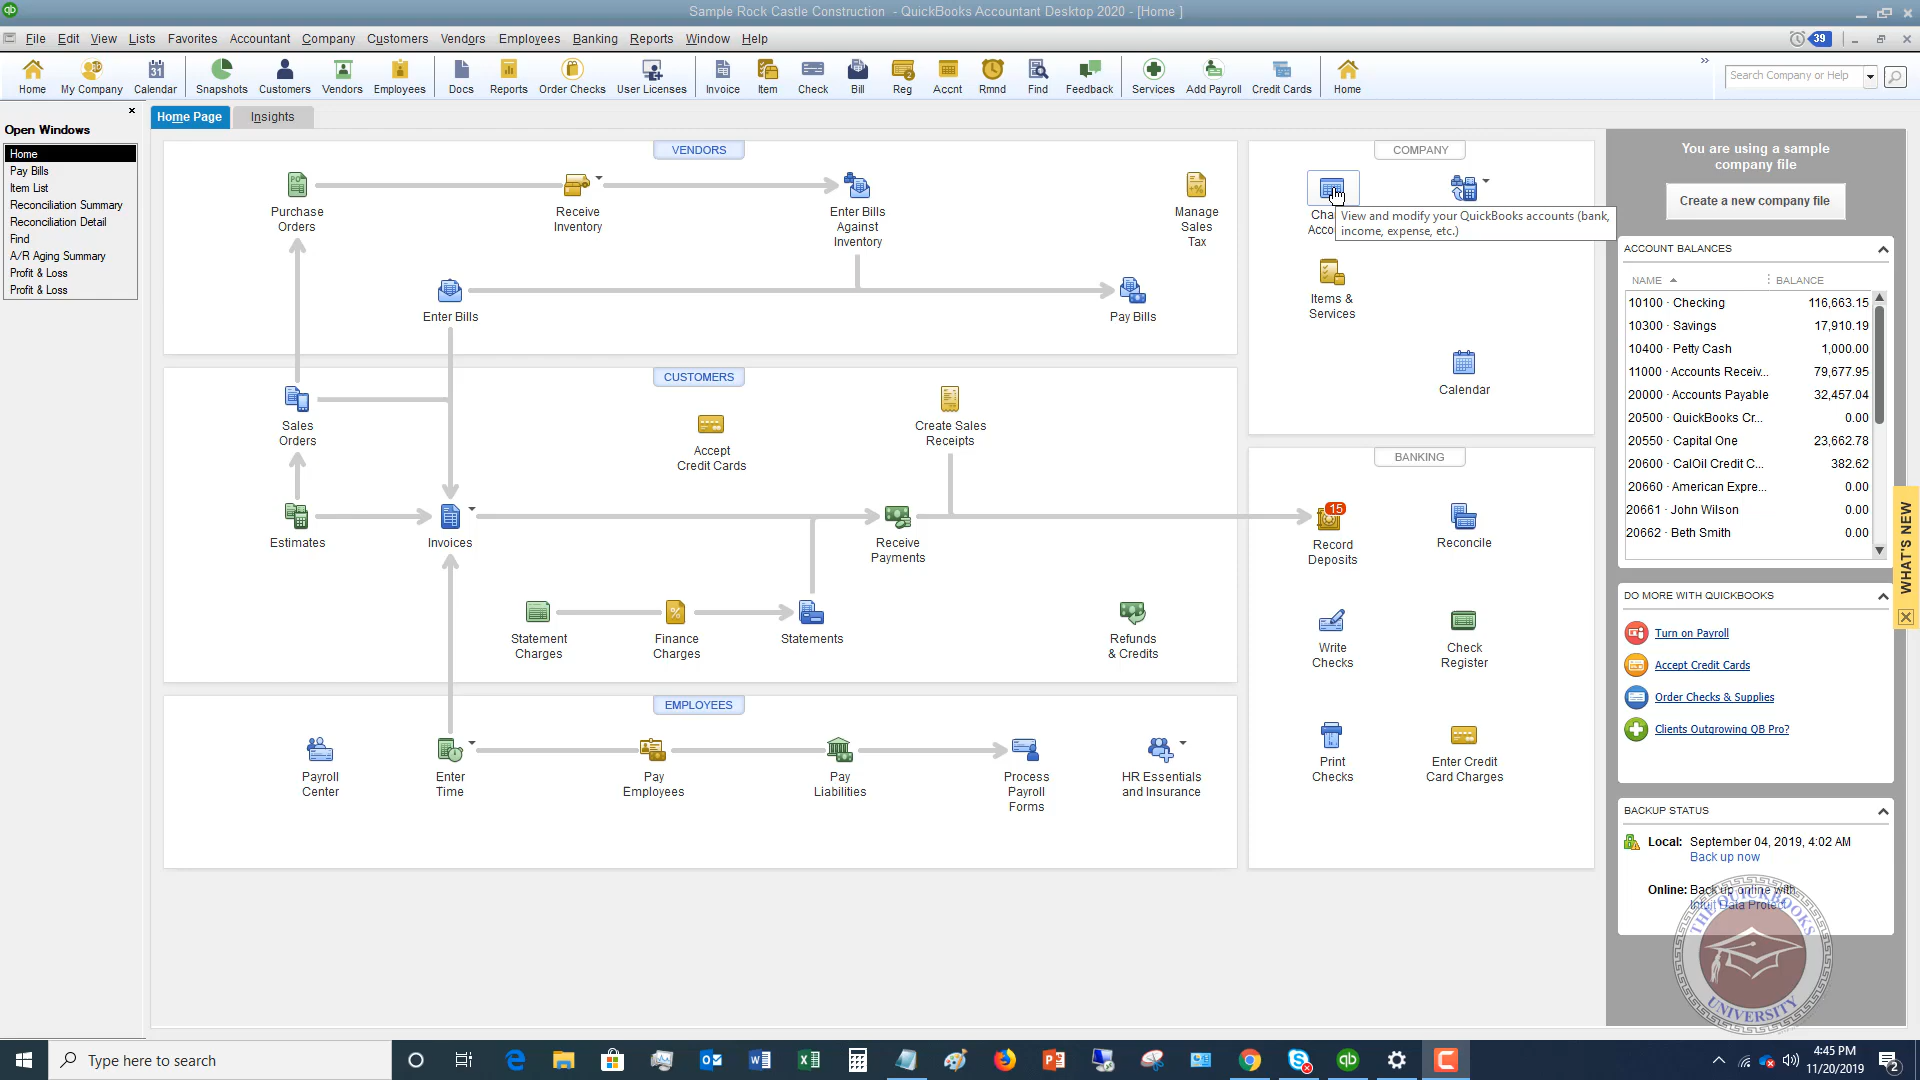 Sample Rock Castle Construction - QuickBooks Accountant Desktop 2020 - [Home ]
File Edit View Lists Favorites Accountant Company Customers Vendors Employees Banking Reports Window Help
39
Home My Company Calendar Snapshots Customers Vendors Employees Docs Reports Order Checks User Licenses Invoice Item Check Bill Reg Accnt Rmnd Find Feedback Services Add Payroll Credit Cards Home
Search Company or Help
Open Windows
Home
Pay Bills
Item List
Reconciliation Summary
Reconciliation Detail
Find
A/R Aging Summary
Profit & Loss
Profit & Loss
Home Page Insights
VENDORS
Purchase
Orders
Receive
Inventory
Enter Bills
Against
Inventory
Manage
Sales
Tax
Enter Bills
Pay Bills
CUSTOMERS
Sales
Orders
Accept
Credit Cards
Create Sales
Receipts
Estimates
Invoices
Receive
Payments
Statement
Charges
Finance
Charges
Statements
Refunds
& Credits
EMPLOYEES
Payroll
Center
Enter
Time
Pay
Employees
Pay
Liabilities
Process
Payroll
Forms
HR Essentials
and Insurance
COMPANY
View and modify your QuickBooks accounts (bank,
income, expense, etc.)
Items &
Services
Calendar
BANKING
15
Record
Deposits
Reconcile
Write
Checks
Check
Register
Print
Checks
Enter Credit
Card Charges
You are using a sample
company file
Create a new company file
ACCOUNT BALANCES
NAME BALANCE
10100 · Checking 116,663.15
10300 · Savings 17,910.19
10400 · Petty Cash 1,000.00
11000 · Accounts Receiv... 79,677.95
20000 · Accounts Payable 32,457.04
20500 · QuickBooks Cr... 0.00
20550 · Capital One 23,662.78
20600 · CalOil Credit C... 382.62
20660 · American Expre... 0.00
20661 · John Wilson 0.00
20662 · Beth Smith 0.00
WHAT'S NEW
DO MORE WITH QUICKBOOKS
Turn on Payroll
Accept Credit Cards
Order Checks & Supplies
Clients Outgrowing QB Pro?
BACKUP STATUS
Local: September 04, 2019, 4:02 AM
Back up now
Online: Back up online with
Intuit Data Protect
THE QUICKBOOKS
UNIVERSITY
Type here to search
4:45 PM
11/20/2019
2